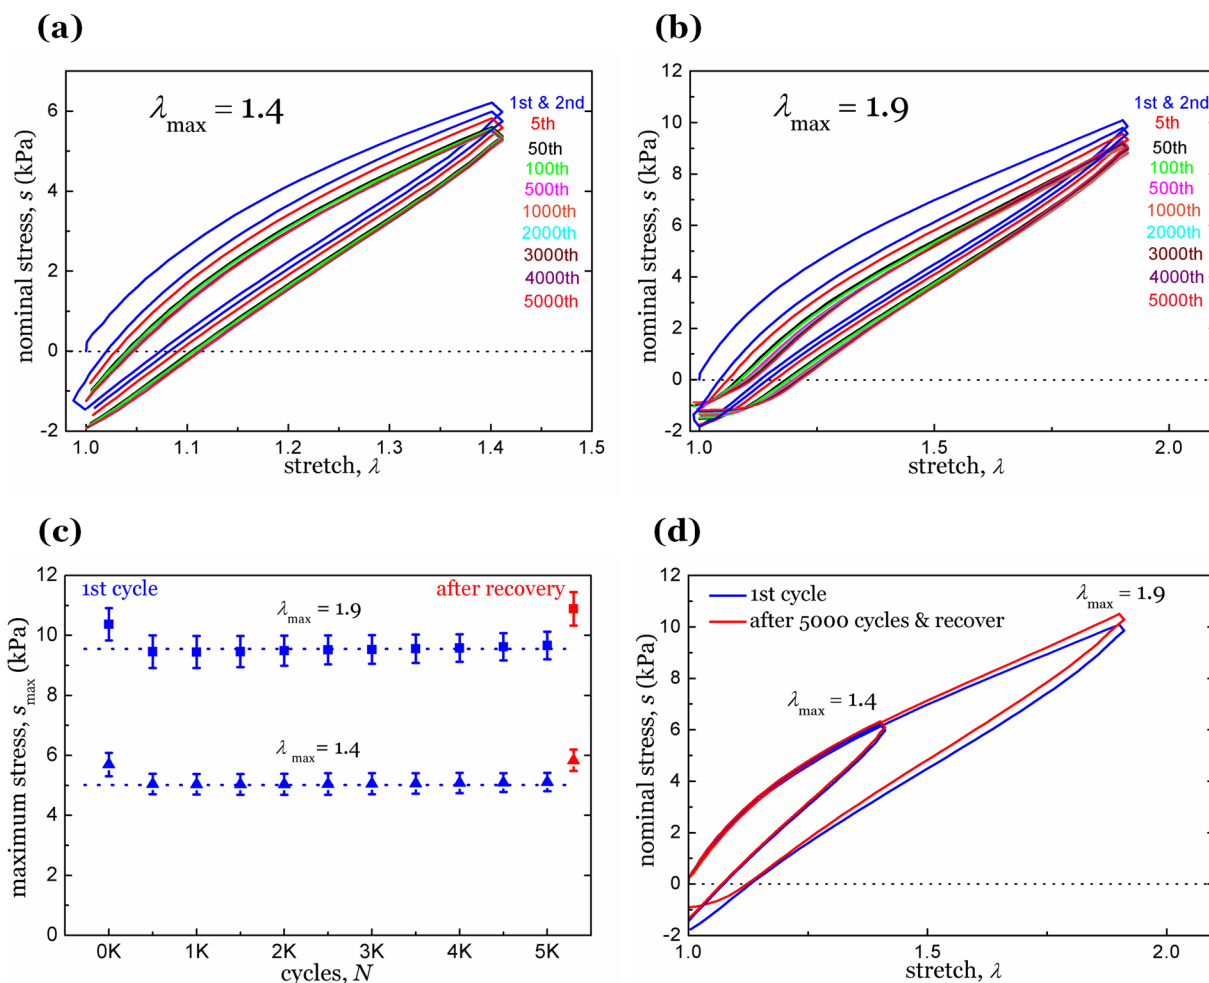 (a)
λmax = 1.4
nominal stress, s (kPa)
6
4
2
0
-2
1.0
1.1
1.2
1.3
1.4
1.5
stretch, λ
1st & 2nd
5th
50th
100th
500th
1000th
2000th
3000th
4000th
5000th
(b)
λmax = 1.9
nominal stress, s (kPa)
12
10
8
6
4
2
0
-2
1.0
1.5
2.0
stretch, λ
1st & 2nd
5th
50th
100th
500th
1000th
2000th
3000th
4000th
5000th
(c)
1st cycle
after recovery
λmax = 1.9
λmax = 1.4
maximum stress, smax (kPa)
12
10
8
6
4
2
0
0K
1K
2K
3K
4K
5K
cycles, N
(d)
1st cycle
after 5000 cycles & recover
λmax = 1.9
λmax = 1.4
nominal stress, s (kPa)
12
10
8
6
4
2
0
-2
1.0
1.5
2.0
stretch, λ